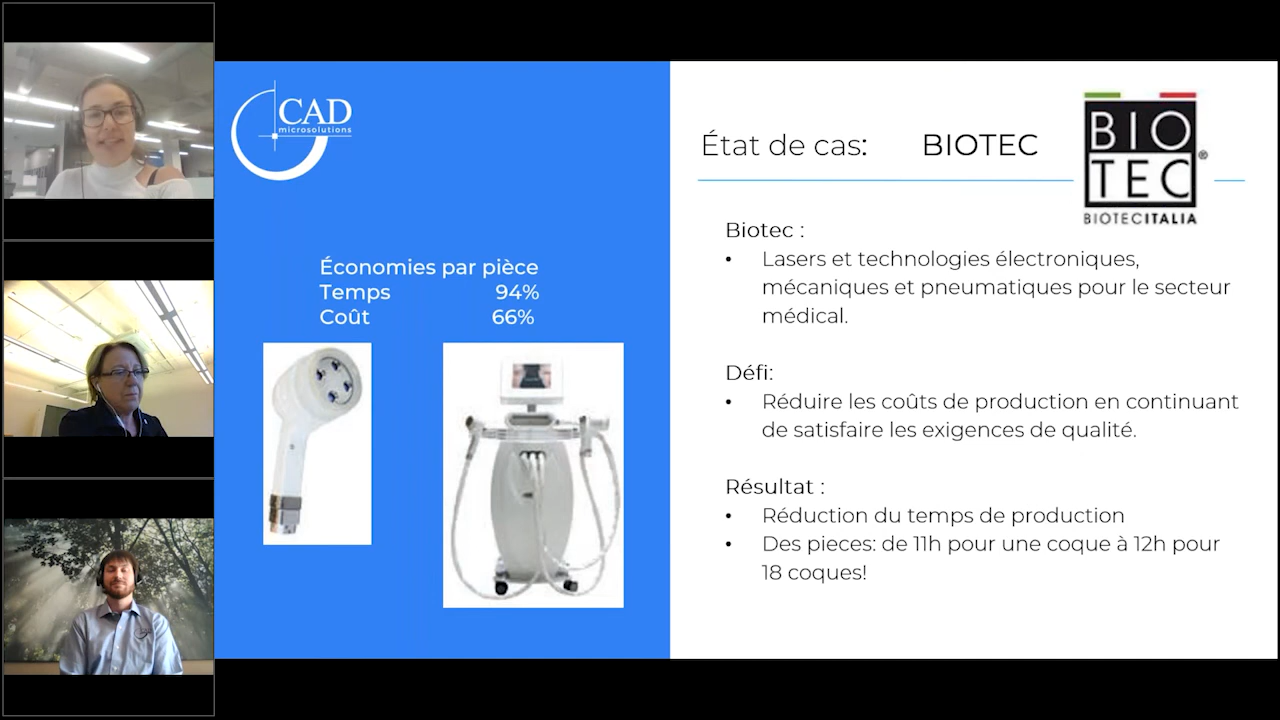 CAD
microsolutions
Économies par pièce
Temps 94%
Coût 66%
État de cas: BIOTEC
BIO
TEC
®
BIOTECITALIA
Biotec :
• Lasers et technologies électroniques,
mécaniques et pneumatiques pour le secteur
médical.
Défi:
• Réduire les coûts de production en continuant
de satisfaire les exigences de qualité.
Résultat :
• Réduction du temps de production
• Des pieces: de 11h pour une coque à 12h pour
18 coques!